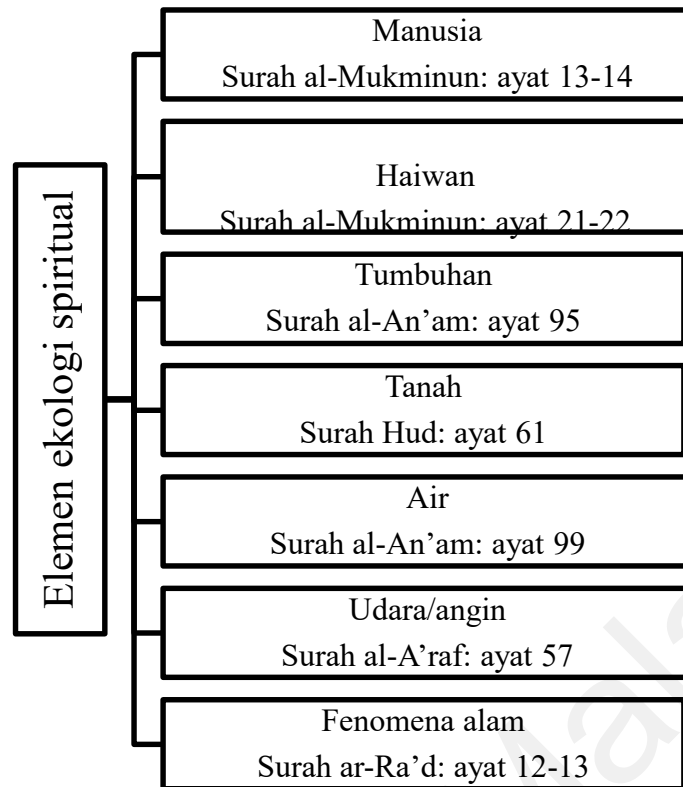 Elemen ekologi spiritual
Manusia
Surah al-Mukminun: ayat 13-14
Haiwan
Surah al-Mukminun: ayat 21-22
Tumbuhan
Surah al-An’am: ayat 95
Tanah
Surah Hud: ayat 61
Air
Surah al-An’am: ayat 99
Udara/angin
Surah al-A’raf: ayat 57
Fenomena alam
Surah ar-Ra’d: ayat 12-13